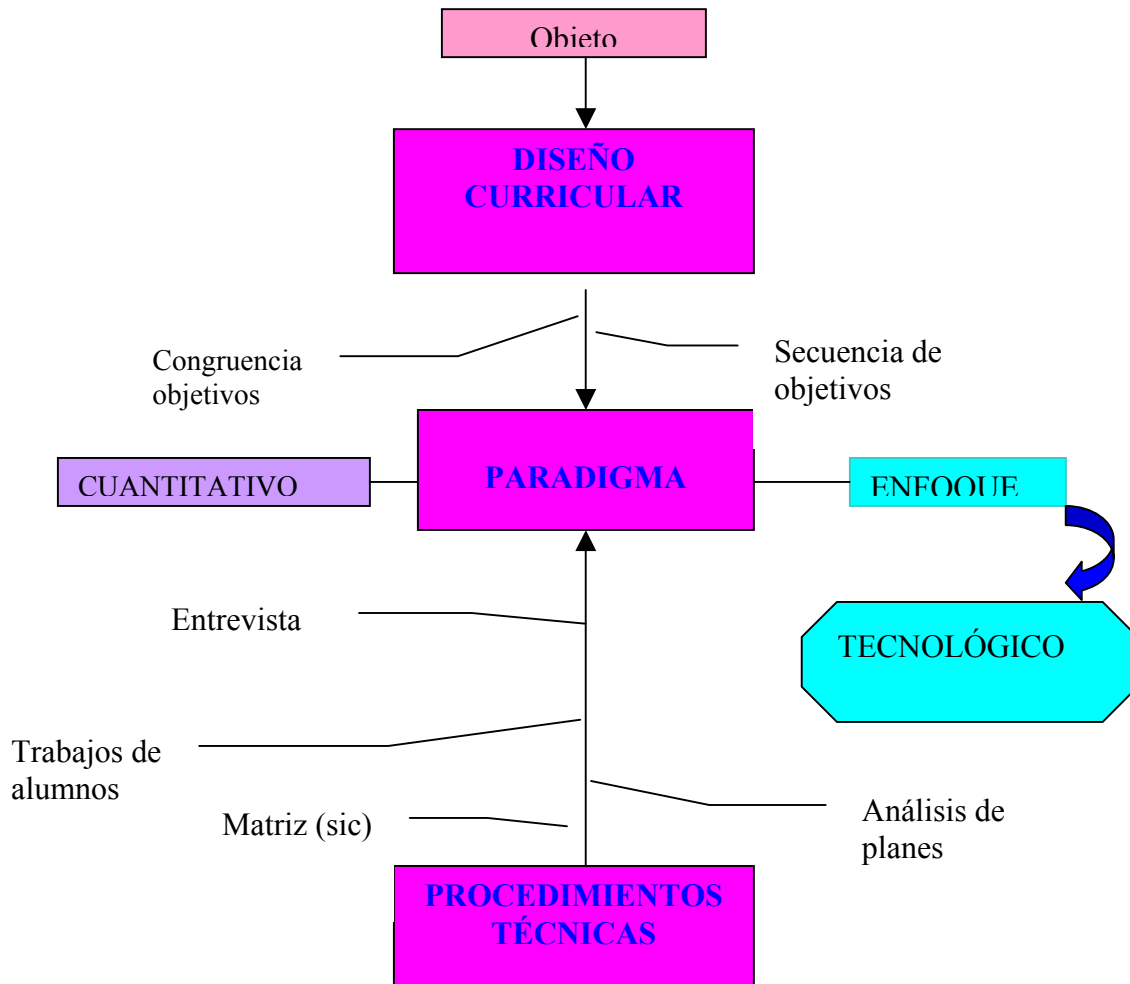 Objeto
DISEÑO
CURRICULAR
Congruencia
objetivos
Secuencia de
objetivos
CUANTITATIVO
PARADIGMA
ENFOQUE
TECNOLÓGICO
Entrevista
Trabajos de
alumnos
Matriz (sic)
Análisis de
planes
PROCEDIMIENTOS
TÉCNICAS